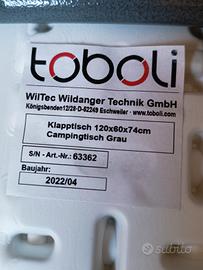 toboli
WilTec Wildanger Technik GmbH
Königsbenden12/28-D-52249 Eschweiler · www.toboli.com
Klapptisch 120x60x74cm
Campingtisch Grau
S/N - Art.-Nr.: 63362
Baujahr:
2022/04
subito